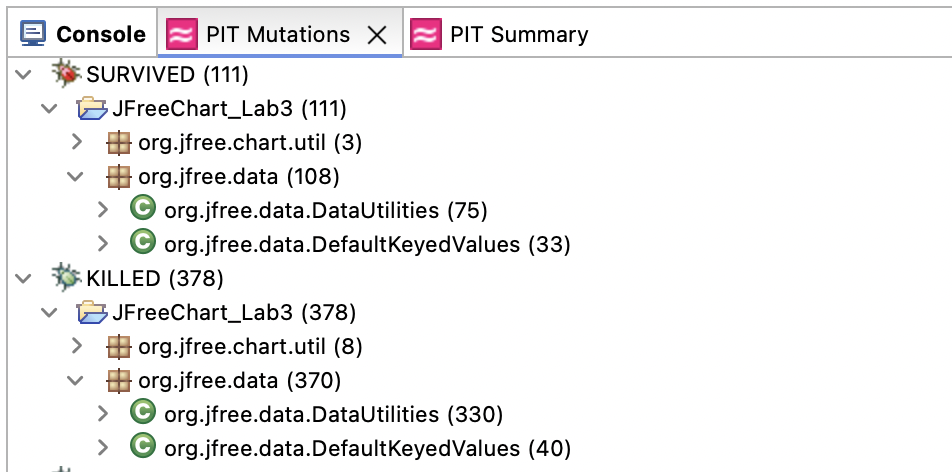 Console PIT Mutations PIT Summary
SURVIVED (111)
JFreeChart_Lab3 (111)
org.jfree.chart.util (3)
org.jfree.data (108)
org.jfree.data.DataUtilities (75)
org.jfree.data.DefaultKeyedValues (33)
KILLED (378)
JFreeChart_Lab3 (378)
org.jfree.chart.util (8)
org.jfree.data (370)
org.jfree.data.DataUtilities (330)
org.jfree.data.DefaultKeyedValues (40)